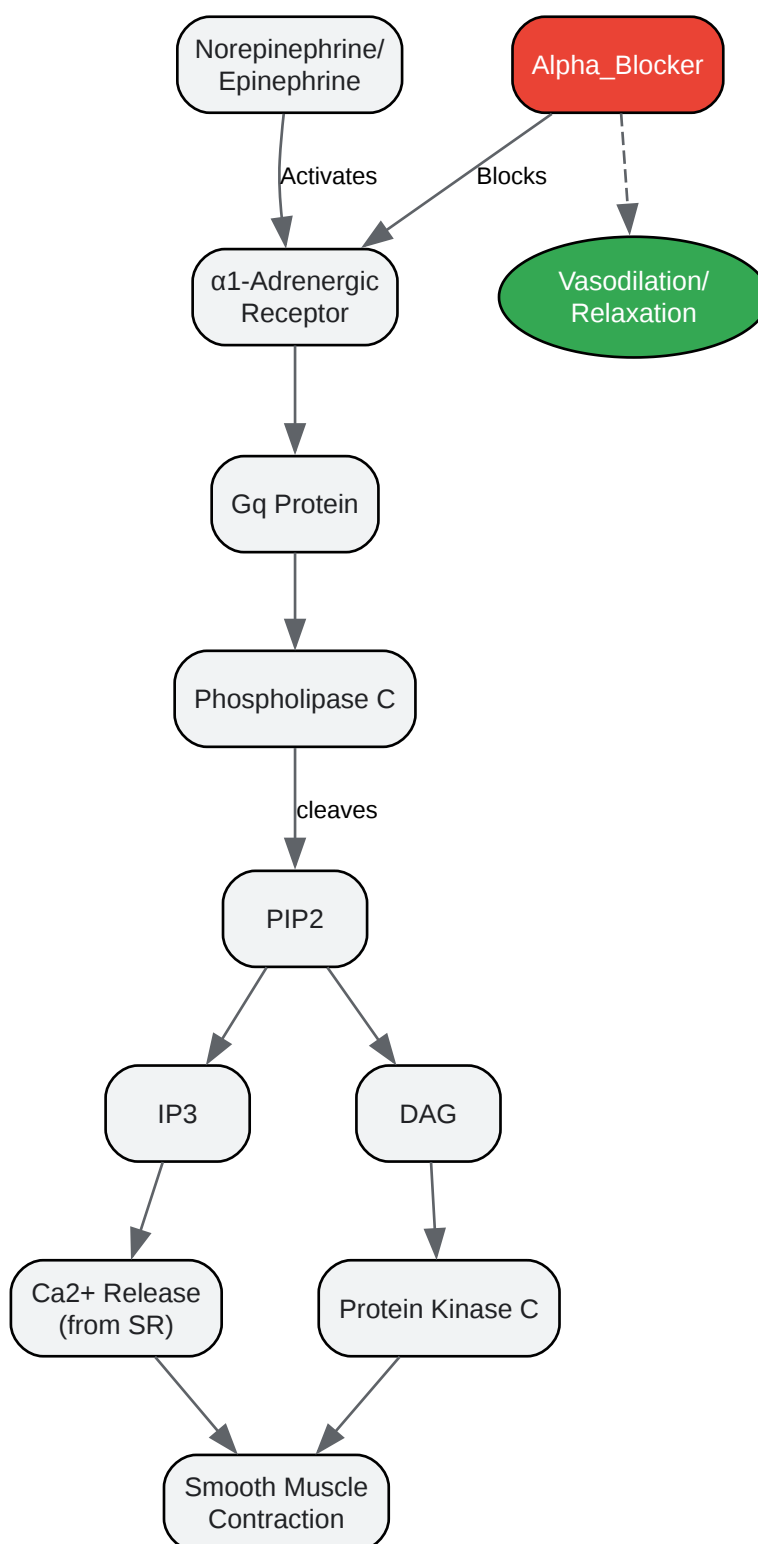 Norepinephrine/
Epinephrine
Alpha_Blocker
Activates
Blocks
α1-Adrenergic
Receptor
Vasodilation/
Relaxation
Gq Protein
Phospholipase C
cleaves
PIP2
IP3
DAG
Ca2+ Release
(from SR)
Protein Kinase C
Smooth Muscle
Contraction